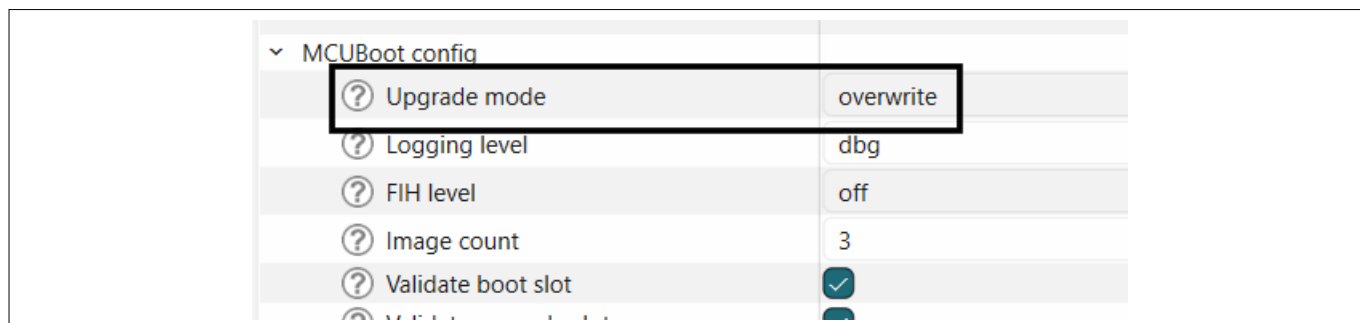 MCUBoot config
Upgrade mode overwrite
Logging level dbg
FIH level off
Image count 3
Validate boot slot